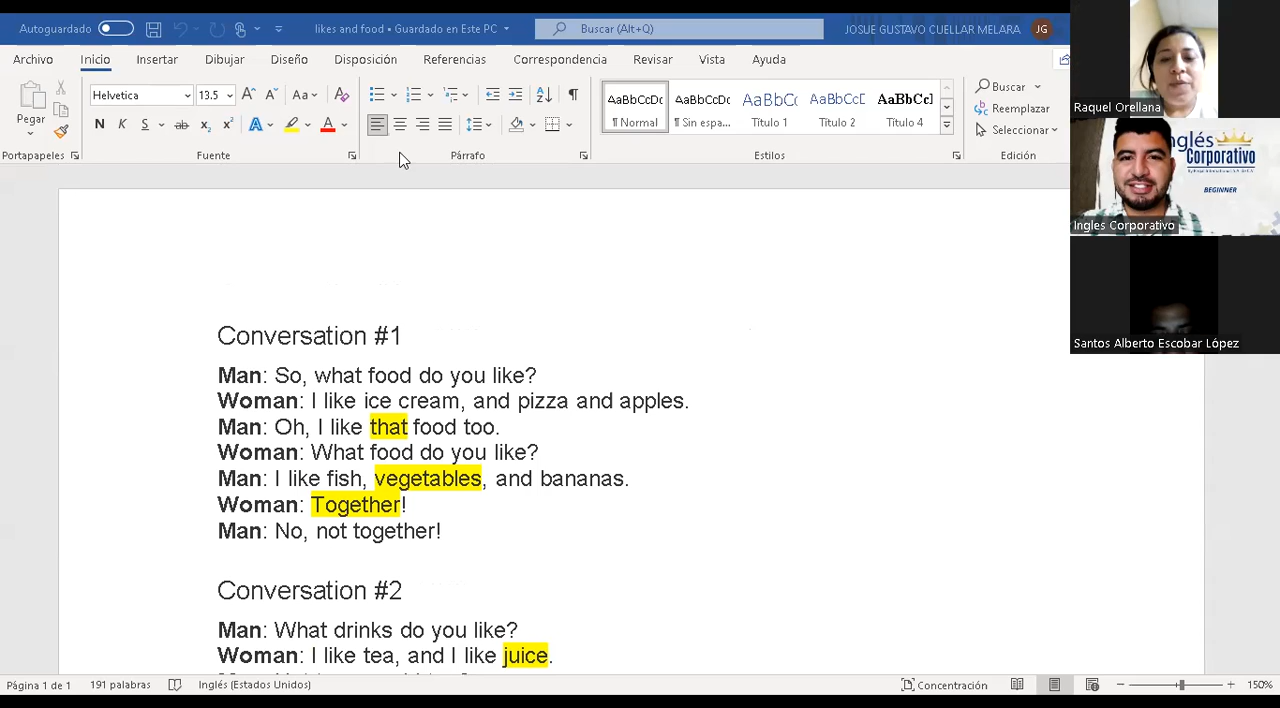 Autoguardado
likes and food • Guardado en Este PC
Buscar (Alt+Q)
JOSUE GUSTAVO CUELLAR MELARA
JG
Archivo
Inicio
Insertar
Dibujar
Diseño
Disposición
Referencias
Correspondencia
Revisar
Vista
Ayuda
Pegar
Portapapeles
Helvetica
13.5
Aa
N K S ab x₂ x² A A
Fuente
Párrafo
AaBbCcDc
¶ Normal
AaBbCcDc
¶ Sin espa...
AaBbC(
Título 1
AaBbCcD
Título 2
AaBbCc]
Título 4
Estilos
Buscar
Reemplazar
Seleccionar
Edición
Raquel Orellana
Inglés
Corporativo
BEGINNER
Ingles Corporativo
Santos Alberto Escobar López
Conversation #1
Man: So, what food do you like?
Woman: I like ice cream, and pizza and apples.
Man: Oh, I like that food too.
Woman: What food do you like?
Man: I like fish, vegetables, and bananas.
Woman: Together!
Man: No, not together!
Conversation #2
Man: What drinks do you like?
Woman: I like tea, and I like juice.
Página 1 de 1
191 palabras
Inglés (Estados Unidos)
Concentración
150%